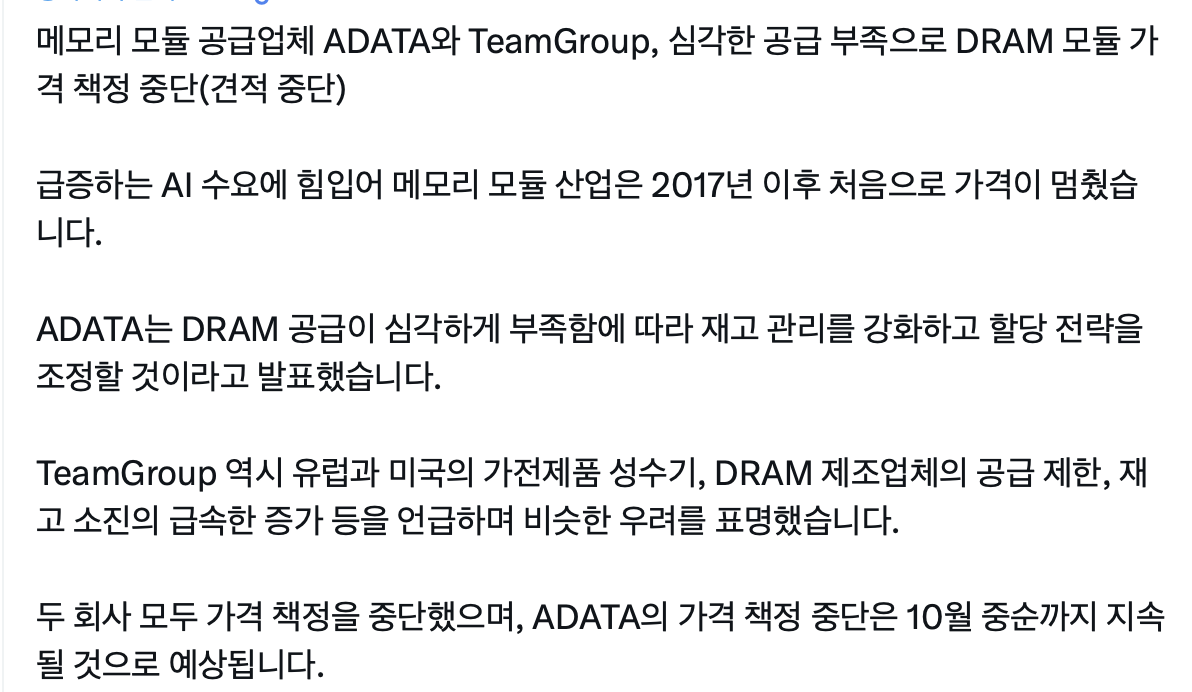 메모리 모듈 공급업체 ADATA와 TeamGroup, 심각한 공급 부족으로 DRAM 모듈 가
격 책정 중단(견적 중단)
급증하는 AI 수요에 힘입어 메모리 모듈 산업은 2017년 이후 처음으로 가격이 멈췄습
니다.
ADATA는 DRAM 공급이 심각하게 부족함에 따라 재고 관리를 강화하고 할당 전략을
조정할 것이라고 발표했습니다.
TeamGroup 역시 유럽과 미국의 가전제품 성수기, DRAM 제조업체의 공급 제한, 재
고 소진의 급속한 증가 등을 언급하며 비슷한 우려를 표명했습니다.
두 회사 모두 가격 책정을 중단했으며, ADATA의 가격 책정 중단은 10월 중순까지 지속
될 것으로 예상됩니다.